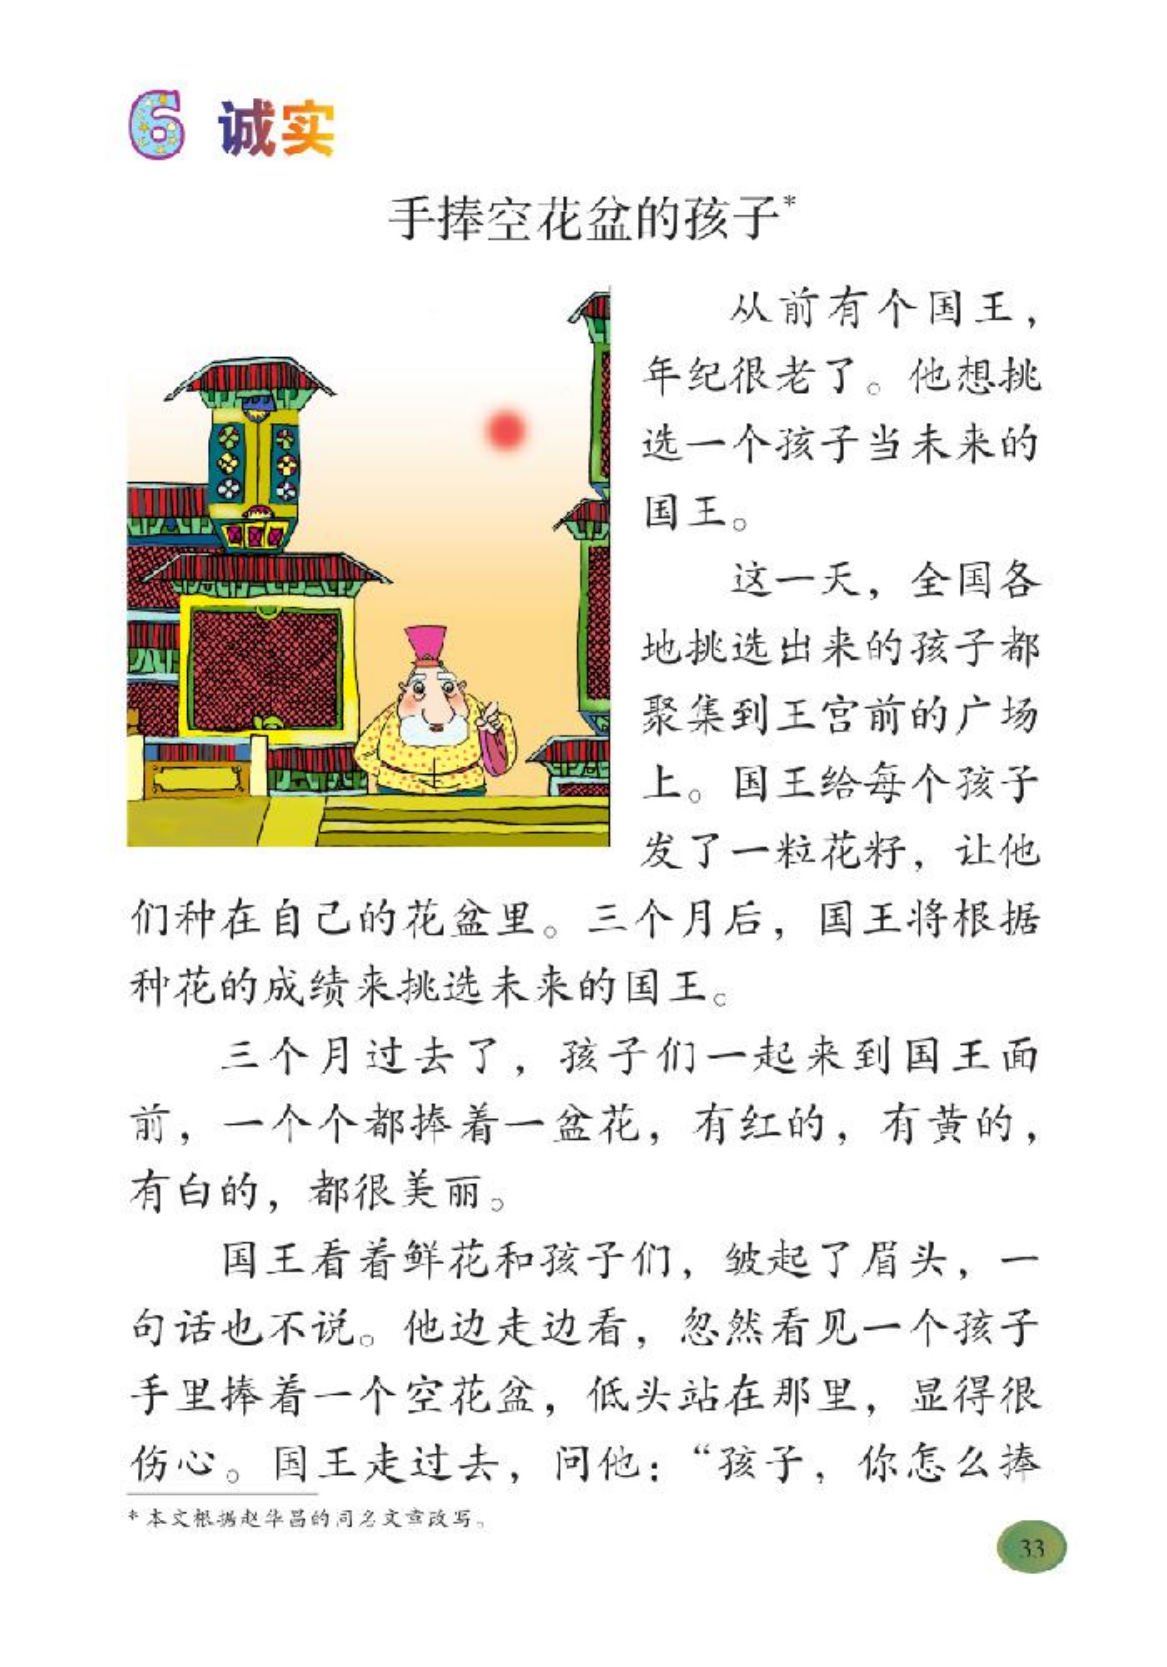 6 诚实
手捧空花盆的孩子*
从前有个国王，
年纪很老了。他想挑
选一个孩子当未来的
国王。
这一天，全国各
地挑选出来的孩子都
聚集到王宫前的广场
上。国王给每个孩子
发了一粒花籽，让他
们种在自己的花盆里。三个月后，国王将根据
种花的成绩来挑选未来的国王。
三个月过去了，孩子们一起来到国王面
前，一个个都捧着一盆花，有红的，有黄的，
有白的，都很美丽。
国王看着鲜花和孩子们，皱起了眉头，一
句话也不说。他边走边看，忽然看见一个孩子
手里捧着一个空花盆，低头站在那里，显得很
伤心。国王走过去，问他：“孩子，你怎么捧
*本文根据赵华昌的同名文章改写。
33